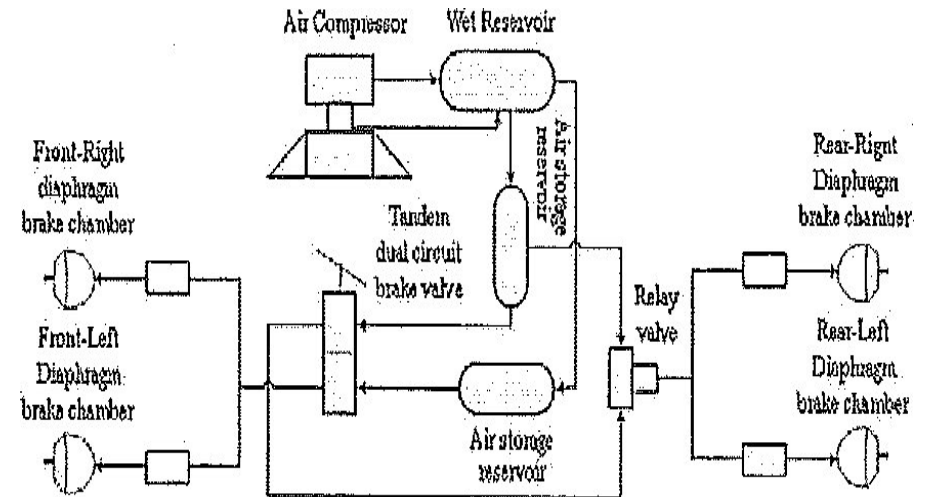 Air Compressor
Wet Reservoir
Air storage
reservoir
Front-Right
diaphragm
brake chamber
Tandem
dual circuit
brake valve
Rear-Rignt
Diaphragm
brake chamber
Relay
valve
Front-Left
Diaphragm
brake chamber
Rear-Left
Diaphragm
brake chamber
Air storage
reservoir